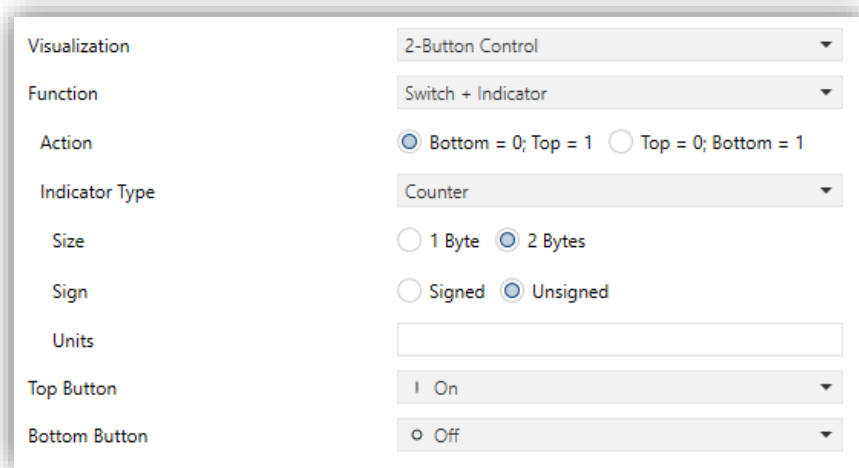 Visualization 2-Button Control
Function Switch + Indicator
Action Bottom = 0; Top = 1 Top = 0; Bottom = 1
Indicator Type Counter
Size 1 Byte 2 Bytes
Sign Signed Unsigned
Units
Top Button On
Bottom Button Off